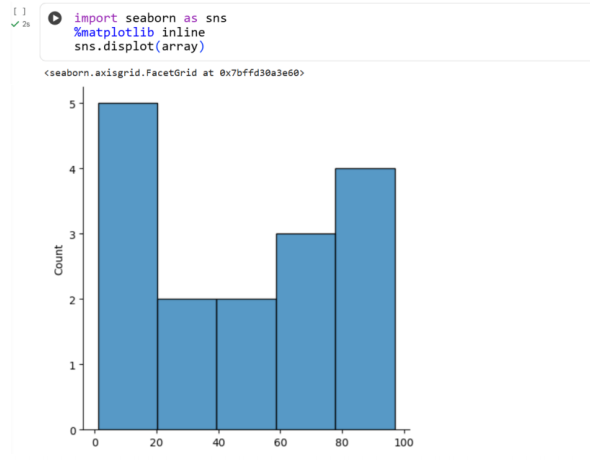 [ ]
✓ 2s
import seaborn as sns
%matplotlib inline
sns.displot(array)
<seaborn.axisgrid.FacetGrid at 0x7bffd30a3e60>
5
4
3
2
1
0
Count
0 20 40 60 80 100